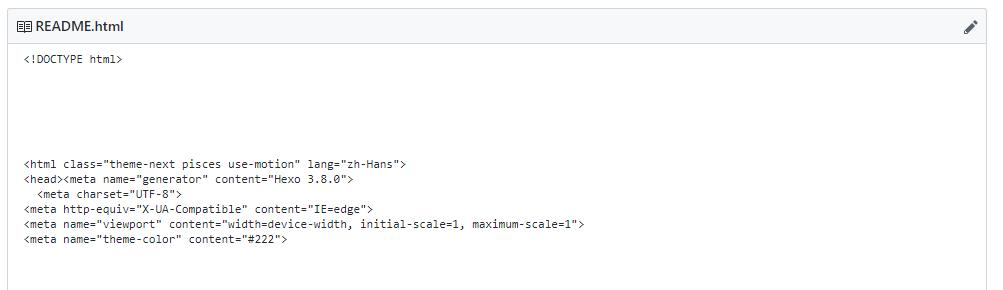 README.html
<!DOCTYPE html>
<html class="theme-next pisces use-motion" lang="zh-Hans">
<head><meta name="generator" content="Hexo 3.8.0">
<meta charset="UTF-8">
<meta http-equiv="X-UA-Compatible" content="IE=edge">
<meta name="viewport" content="width=device-width, initial-scale=1, maximum-scale=1">
<meta name="theme-color" content="#222">